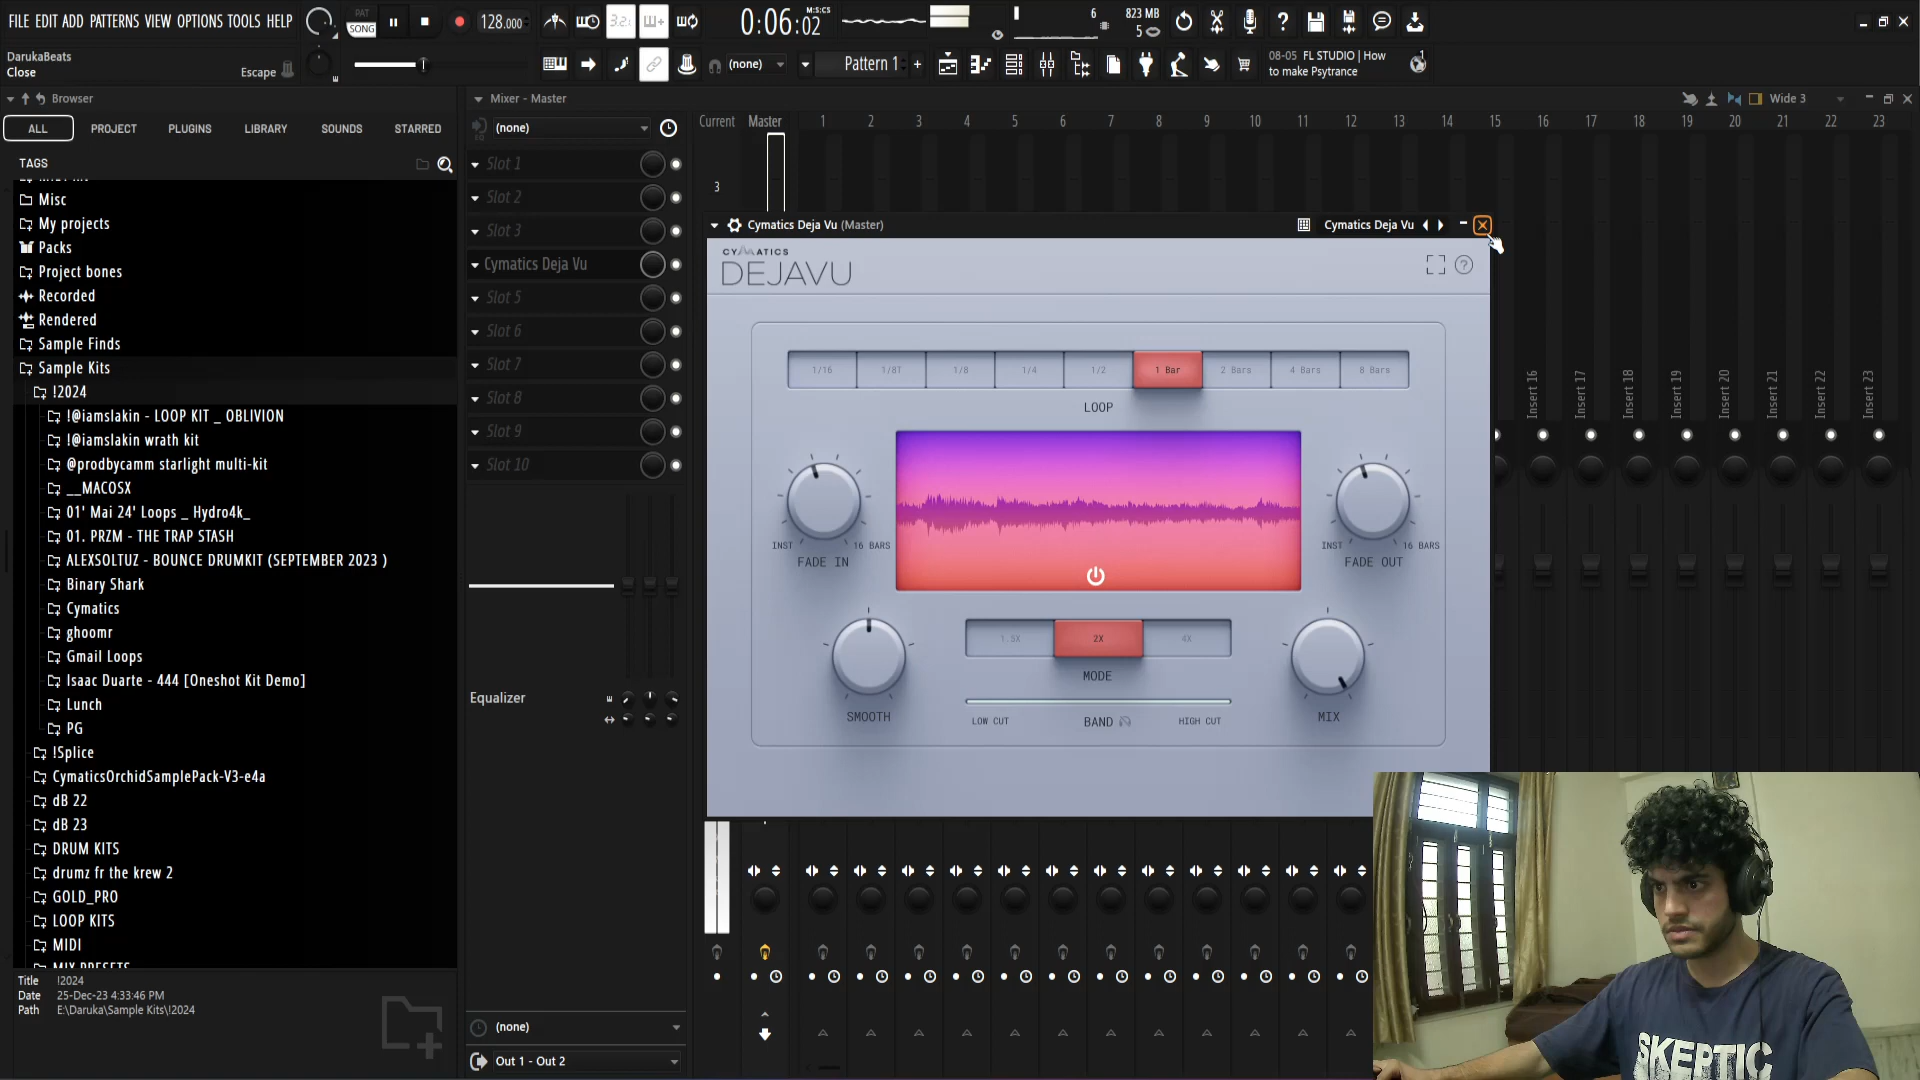 FILE EDIT ADD PATTERNS VIEW OPTIONS TOOLS HELP
PAT
SONG
128.000
3.2:
0:06:02
M:S:CS
6
823 MB
5
DarukaBeats
Close
Escape
(none)
Pattern 1
08-05 FL STUDIO | How
to make Psytrance
1
Browser
ALL
PROJECT
PLUGINS
LIBRARY
SOUNDS
STARRED
TAGS
Misc
My projects
Packs
Project bones
Recorded
Rendered
Sample Finds
Sample Kits
!2024
!@iamslakin - LOOP KIT _ OBLIVION
!@iamslakin wrath kit
@prodbycamm starlight multi-kit
__MACOSX
01' Mai 24' Loops _ Hydro4k_
01. PRZM - THE TRAP STASH
ALEXSOLTUZ - BOUNCE DRUMKIT (SEPTEMBER 2023 )
Binary Shark
Cymatics
ghoomr
Gmail Loops
Isaac Duarte - 444 [Oneshot Kit Demo]
Lunch
PG
!Splice
CymaticsOrchidSamplePack-V3-e4a
dB 22
dB 23
DRUM KITS
drumz fr the krew 2
GOLD_PRO
LOOP KITS
MIDI
MIX PRESETS
Title !2024
Date 25-Dec-23 4:33:46 PM
Path E:\Daruka\Sample Kits\!2024
Mixer - Master
Wide 3
(none)
Slot 1
Slot 2
Slot 3
Cymatics Deja Vu
Slot 5
Slot 6
Slot 7
Slot 8
Slot 9
Slot 10
Equalizer
(none)
Out 1 - Out 2
Current Master 1 2 3 4 5 6 7 8 9 10 11 12 13 14 15 16 17 18 19 20 21 22 23
3
Cymatics Deja Vu (Master)
Cymatics Deja Vu
CYMATICS
DEJAVU
?
1/16 1/8T 1/8 1/4 1/2 1 Bar 2 Bars 4 Bars 8 Bars
LOOP
INST 16 BARS
FADE IN
INST 16 BARS
FADE OUT
SMOOTH
1.5X 2X 4X
MODE
LOW CUT BAND HIGH CUT
MIX
Insert 16
Insert 17
Insert 18
Insert 19
Insert 20
Insert 21
Insert 22
Insert 23
SKEPTIC